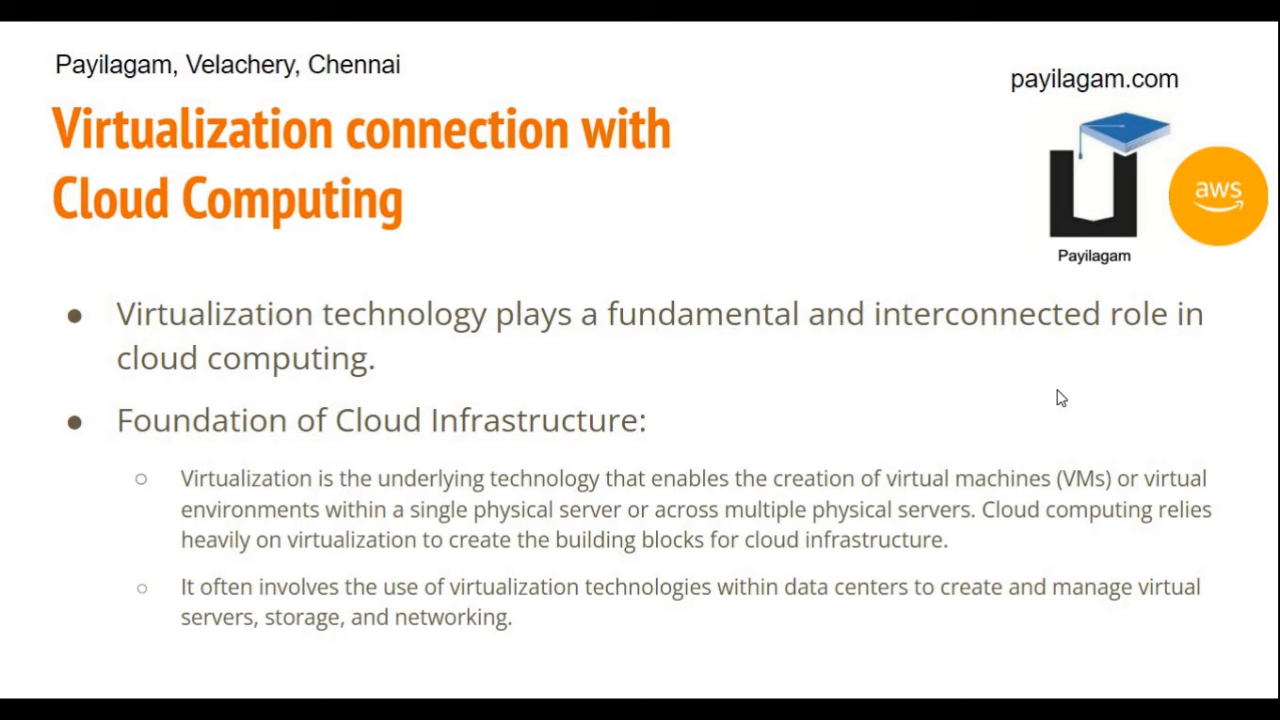 Payilagam, Velachery, Chennai
payilagam.com
Virtualization connection with
Cloud Computing
aws
Payilagam
● Virtualization technology plays a fundamental and interconnected role in
cloud computing.
● Foundation of Cloud Infrastructure:
○ Virtualization is the underlying technology that enables the creation of virtual machines (VMs) or virtual
environments within a single physical server or across multiple physical servers. Cloud computing relies
heavily on virtualization to create the building blocks for cloud infrastructure.
○ It often involves the use of virtualization technologies within data centers to create and manage virtual
servers, storage, and networking.